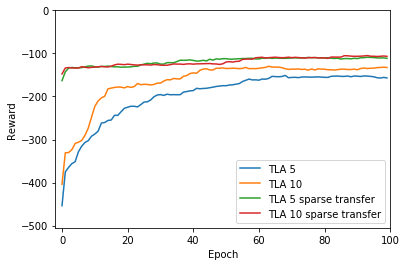 0
−100
−200
−300
−400
−500
Reward
0 20 40 60 80 100
Epoch
TLA 5
TLA 10
TLA 5 sparse transfer
TLA 10 sparse transfer